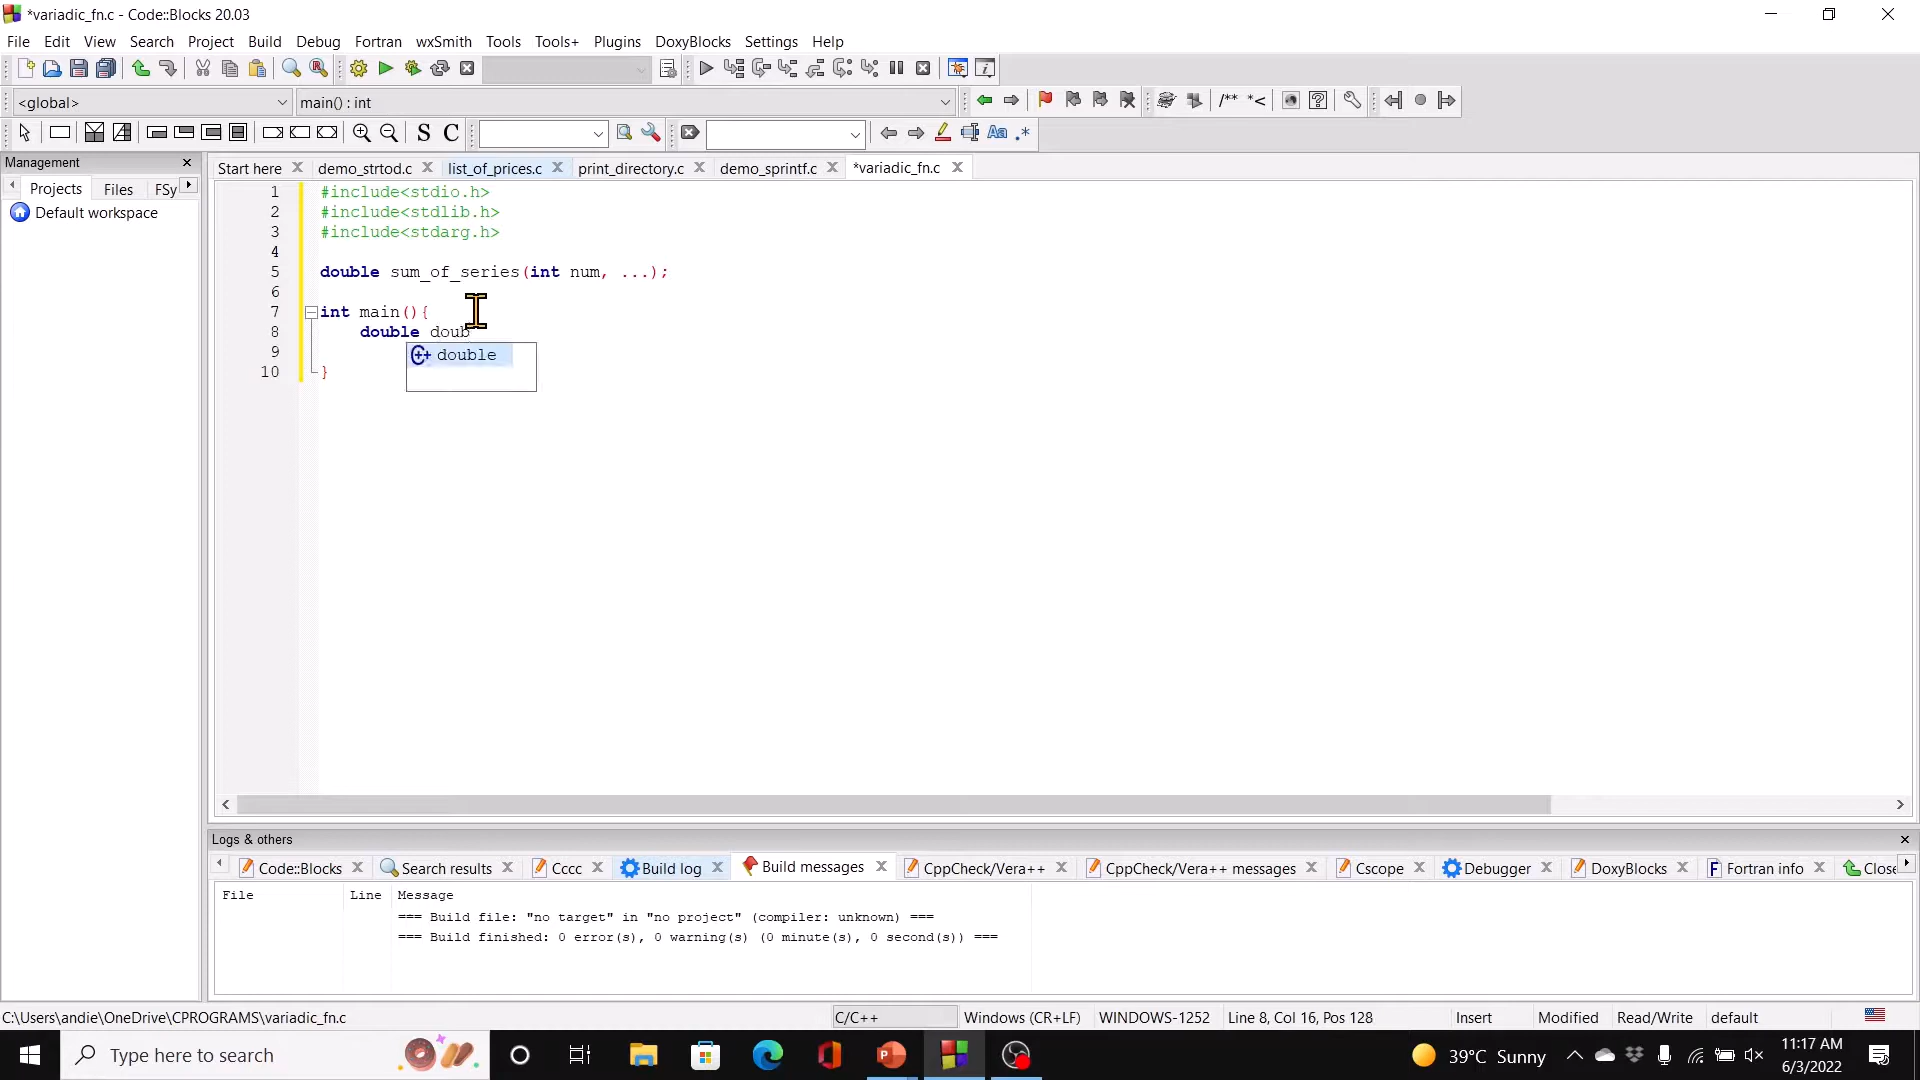 *variadic_fn.c - Code::Blocks 20.03
File Edit View Search Project Build Debug Fortran wxSmith Tools Tools+ Plugins DoxyBlocks Settings Help
<global> main() : int /** *<
S C Aa .*
Management
Projects Files FSy
Default workspace
Start here demo_strtod.c list_of_prices.c print_directory.c demo_sprintf.c *variadic_fn.c
1 #include<stdio.h>
2 #include<stdlib.h>
3 #include<stdarg.h>
4
5 double sum_of_series(int num, ...);
6
7 int main(){
8 double doub
9 double
10 }
Logs & others
Code::Blocks Search results Cccc Build log Build messages CppCheck/Vera++ CppCheck/Vera++ messages Cscope Debugger DoxyBlocks Fortran info Close
File Line Message
=== Build file: "no target" in "no project" (compiler: unknown) ===
=== Build finished: 0 error(s), 0 warning(s) (0 minute(s), 0 second(s)) ===
C:\Users\andie\OneDrive\CPROGRAMS\variadic_fn.c C/C++ Windows (CR+LF) WINDOWS-1252 Line 8, Col 16, Pos 128 Insert Modified Read/Write default
Type here to search 39°C Sunny 11:17 AM
6/3/2022